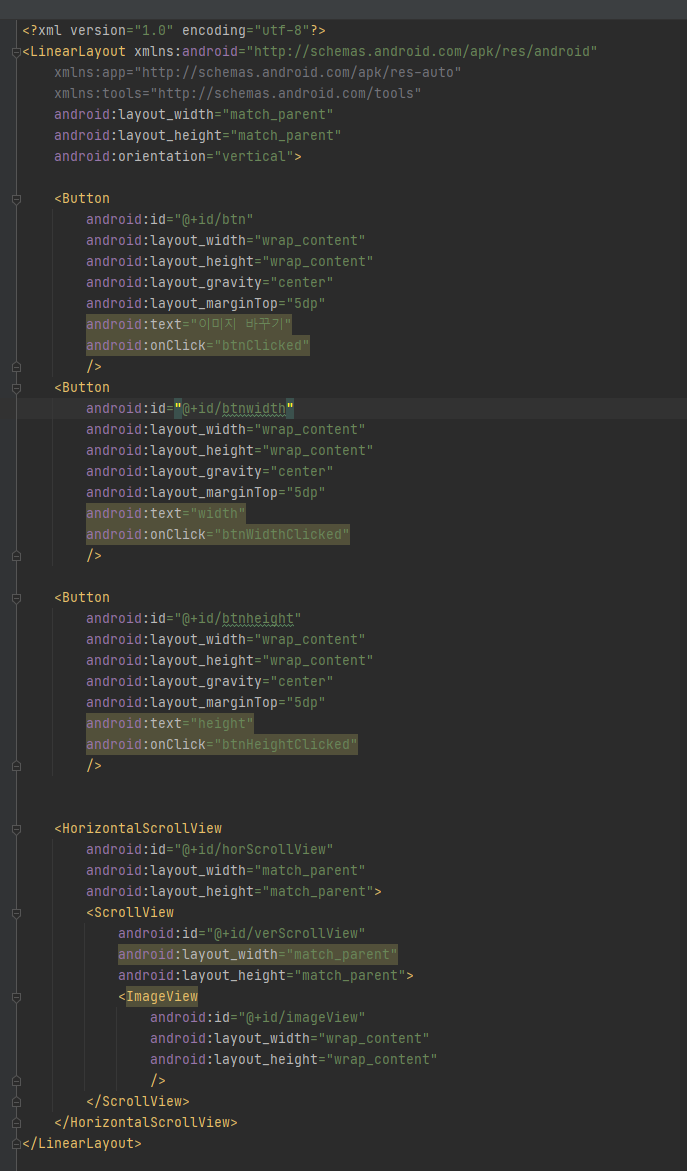 <?xml version="1.0" encoding="utf-8"?>
<LinearLayout xmlns:android="http://schemas.android.com/apk/res/android"
xmlns:app="http://schemas.android.com/apk/res-auto"
xmlns:tools="http://schemas.android.com/tools"
android:layout_width="match_parent"
android:layout_height="match_parent"
android:orientation="vertical">
<Button
android:id="@+id/btn"
android:layout_width="wrap_content"
android:layout_height="wrap_content"
android:layout_gravity="center"
android:layout_marginTop="5dp"
android:text="이미지 바꾸기"
android:onClick="btnClicked"
/>
<Button
android:id="@+id/btnwidth"
android:layout_width="wrap_content"
android:layout_height="wrap_content"
android:layout_gravity="center"
android:layout_marginTop="5dp"
android:text="width"
android:onClick="btnWidthClicked"
/>
<Button
android:id="@+id/btnheight"
android:layout_width="wrap_content"
android:layout_height="wrap_content"
android:layout_gravity="center"
android:layout_marginTop="5dp"
android:text="height"
android:onClick="btnHeightClicked"
/>
<HorizontalScrollView
android:id="@+id/horScrollView"
android:layout_width="match_parent"
android:layout_height="match_parent">
<ScrollView
android:id="@+id/verScrollView"
android:layout_width="match_parent"
android:layout_height="match_parent">
<ImageView
android:id="@+id/imageView"
android:layout_width="wrap_content"
android:layout_height="wrap_content"
/>
</ScrollView>
</HorizontalScrollView>
</LinearLayout>